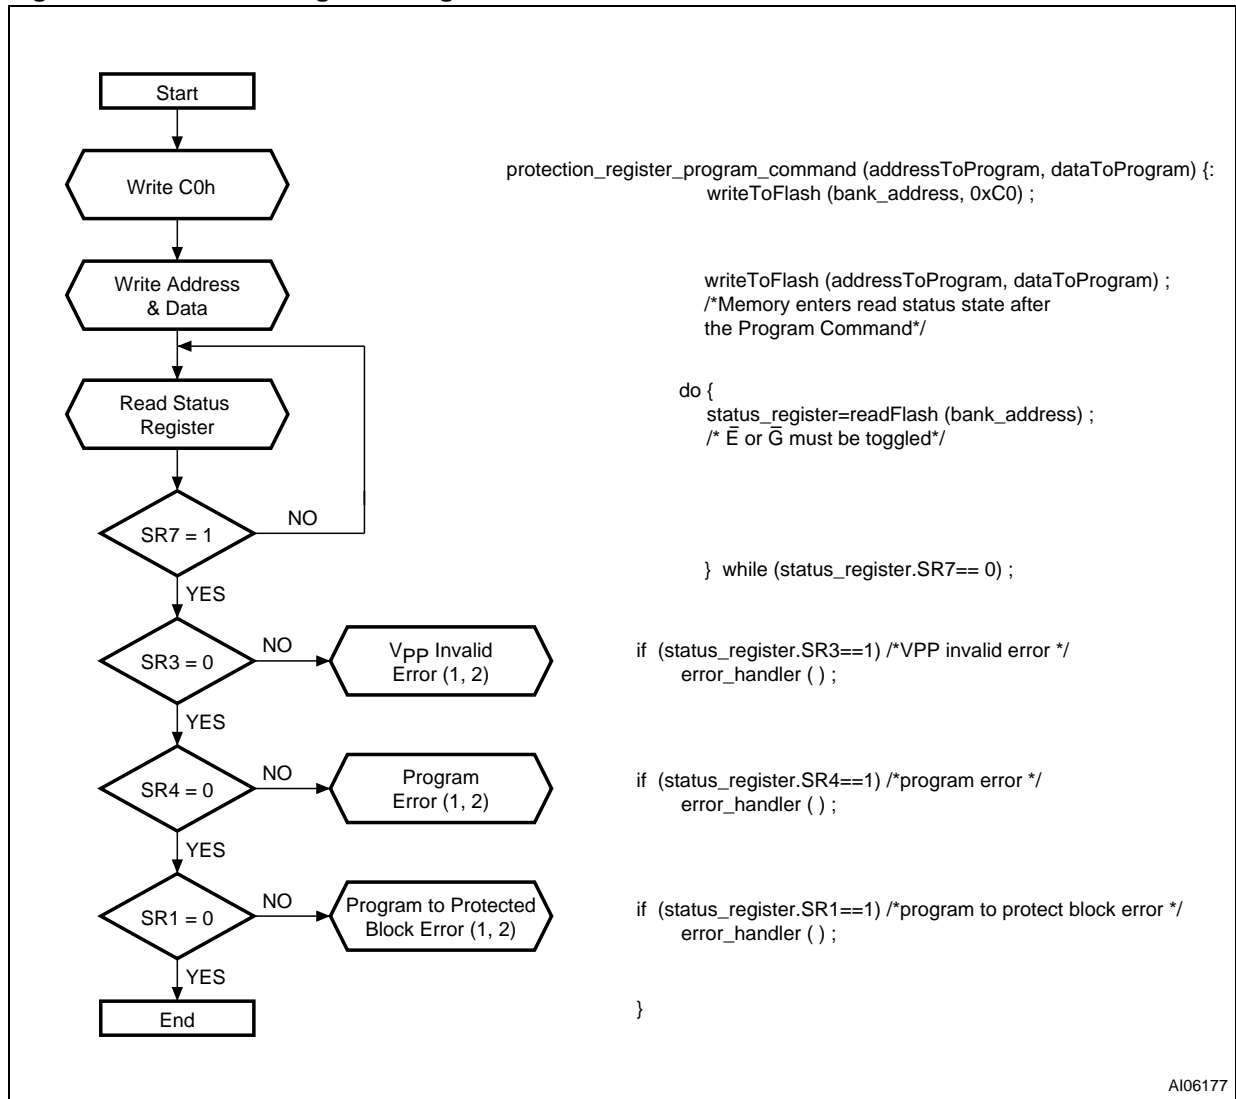 Start
Write C0h
protection_register_program_command (addressToProgram, dataToProgram) {:
writeToFlash (bank_address, 0xC0) ;
Write Address
& Data
writeToFlash (addressToProgram, dataToProgram) ;
/*Memory enters read status state after
the Program Command*/
Read Status
Register
do {
status_register=readFlash (bank_address) ;
/* E̅ or G̅ must be toggled*/
SR7 = 1
NO
YES
} while (status_register.SR7== 0) ;
SR3 = 0
NO
YES
VPP Invalid
Error (1, 2)
if (status_register.SR3==1) /*VPP invalid error */
error_handler ( ) ;
SR4 = 0
NO
YES
Program
Error (1, 2)
if (status_register.SR4==1) /*program error */
error_handler ( ) ;
SR1 = 0
NO
YES
Program to Protected
Block Error (1, 2)
if (status_register.SR1==1) /*program to protect block error */
error_handler ( ) ;
End
}
AI06177